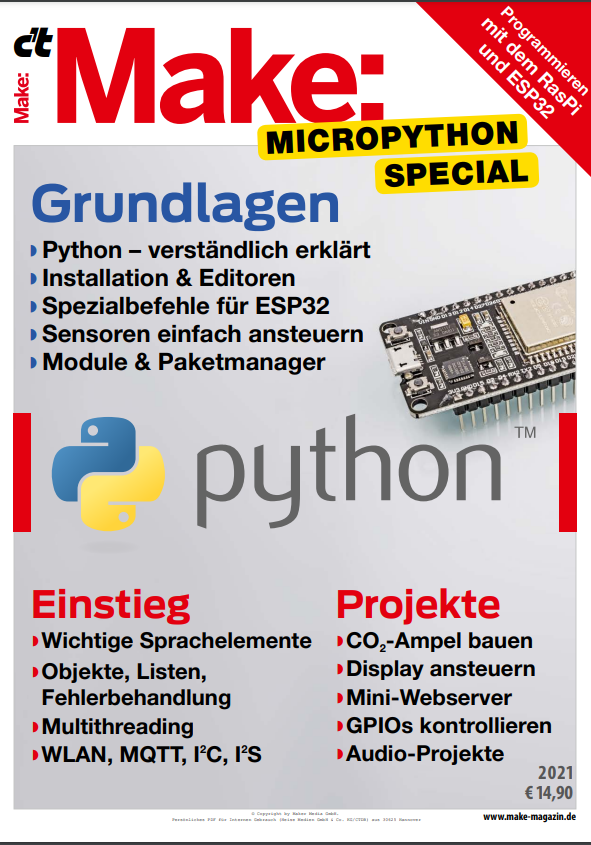 c't
Make:
Make:
Programmieren
mit dem RasPi
und ESP32
MICROPYTHON
SPECIAL
Grundlagen
Python – verständlich erklärt
Installation & Editoren
Spezialbefehle für ESP32
Sensoren einfach ansteuern
Module & Paketmanager
python™
Einstieg
Wichtige Sprachelemente
Objekte, Listen,
Fehlerbehandlung
Multithreading
WLAN, MQTT, I²C, I²S
Projekte
CO₂-Ampel bauen
Display ansteuern
Mini-Webserver
GPIOs kontrollieren
Audio-Projekte
2021
€ 14,90
© Copyright by Maker Media GmbH.
www.make-magazin.de